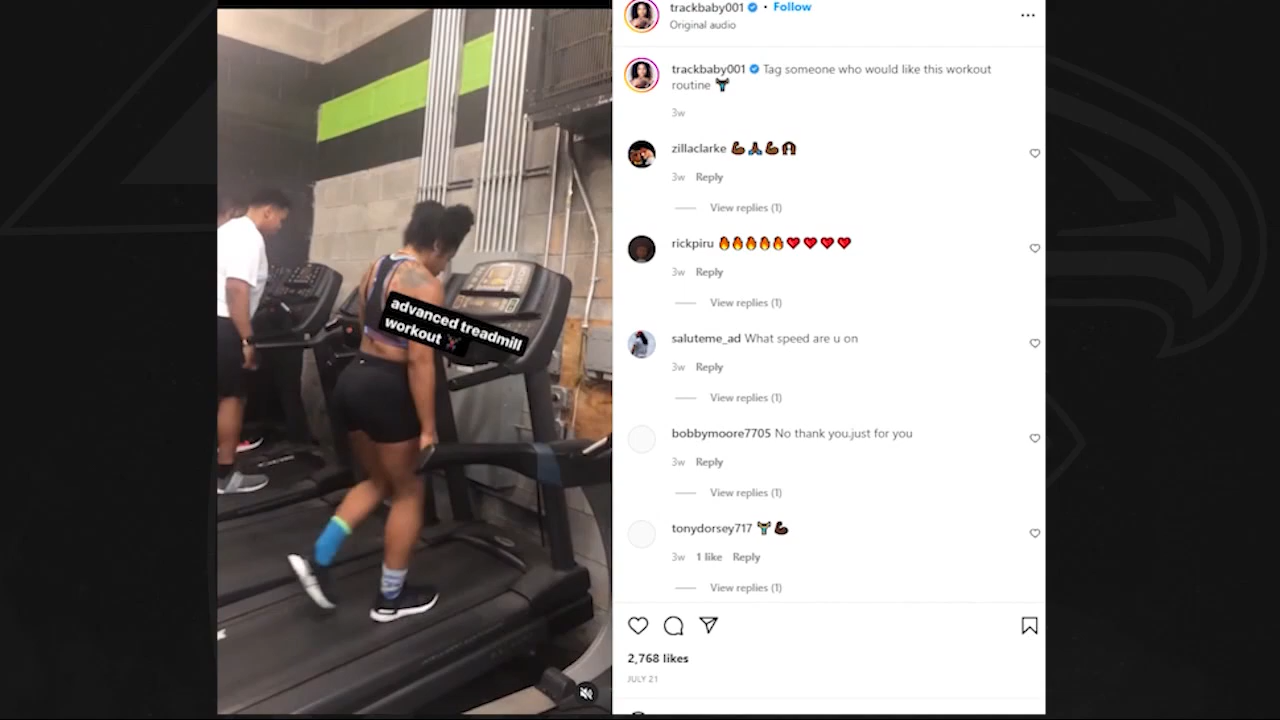 advanced treadmill
workout
trackbaby001 • Follow
Original audio
trackbaby001 Tag someone who would like this workout
routine
3w
zillaclarke
3w Reply
View replies (1)
rickpiru
3w Reply
View replies (1)
saluteme_ad What speed are u on
3w Reply
View replies (1)
bobbymoore7705 No thank you.just for you
3w Reply
View replies (1)
tonydorsey717
3w 1 like Reply
View replies (1)
2,768 likes
JULY 21